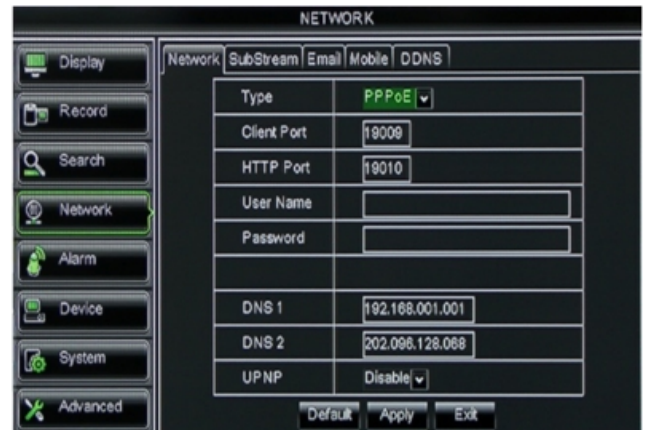 NETWORK
Display
Record
Search
Network
Alarm
Device
System
Advanced
Network SubStream Email Mobile DDNS
Type PPPoE
Client Port 19009
HTTP Port 19010
User Name
Password
DNS 1 192.168.001.001
DNS 2 202.096.128.068
UPNP Disable
Default Apply Exit